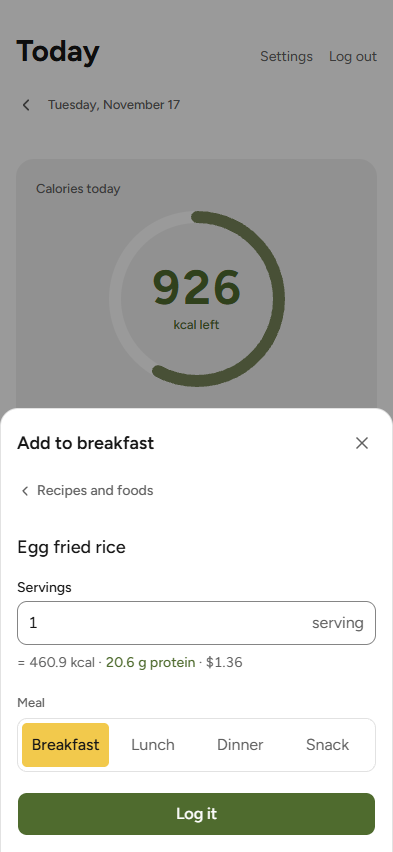 Today
Settings Log out
Tuesday, November 17
Calories today
926
kcal left
Add to breakfast
Recipes and foods
Egg fried rice
Servings
1 serving
= 460.9 kcal · 20.6 g protein · $1.36
Meal
Breakfast Lunch Dinner Snack
Log it